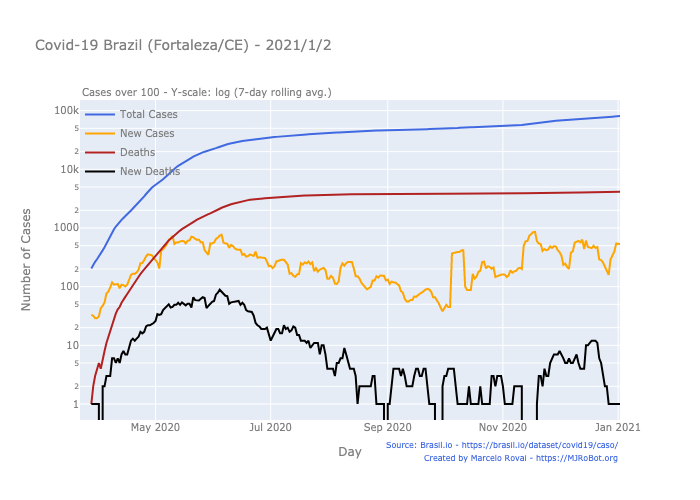 Covid-19 Brazil (Fortaleza/CE) - 2021/1/2
Cases over 100 - Y-scale: log (7-day rolling avg.)
Total Cases
New Cases
Deaths
New Deaths
100k
5
2
10k
5
2
1000
5
2
100
5
2
10
5
2
1
Number of Cases
May 2020
Jul 2020
Sep 2020
Nov 2020
Jan 2021
Day
Source: Brasil.io - https://brasil.io/dataset/covid19/caso/
Created by Marcelo Rovai - https://MJRoBot.org